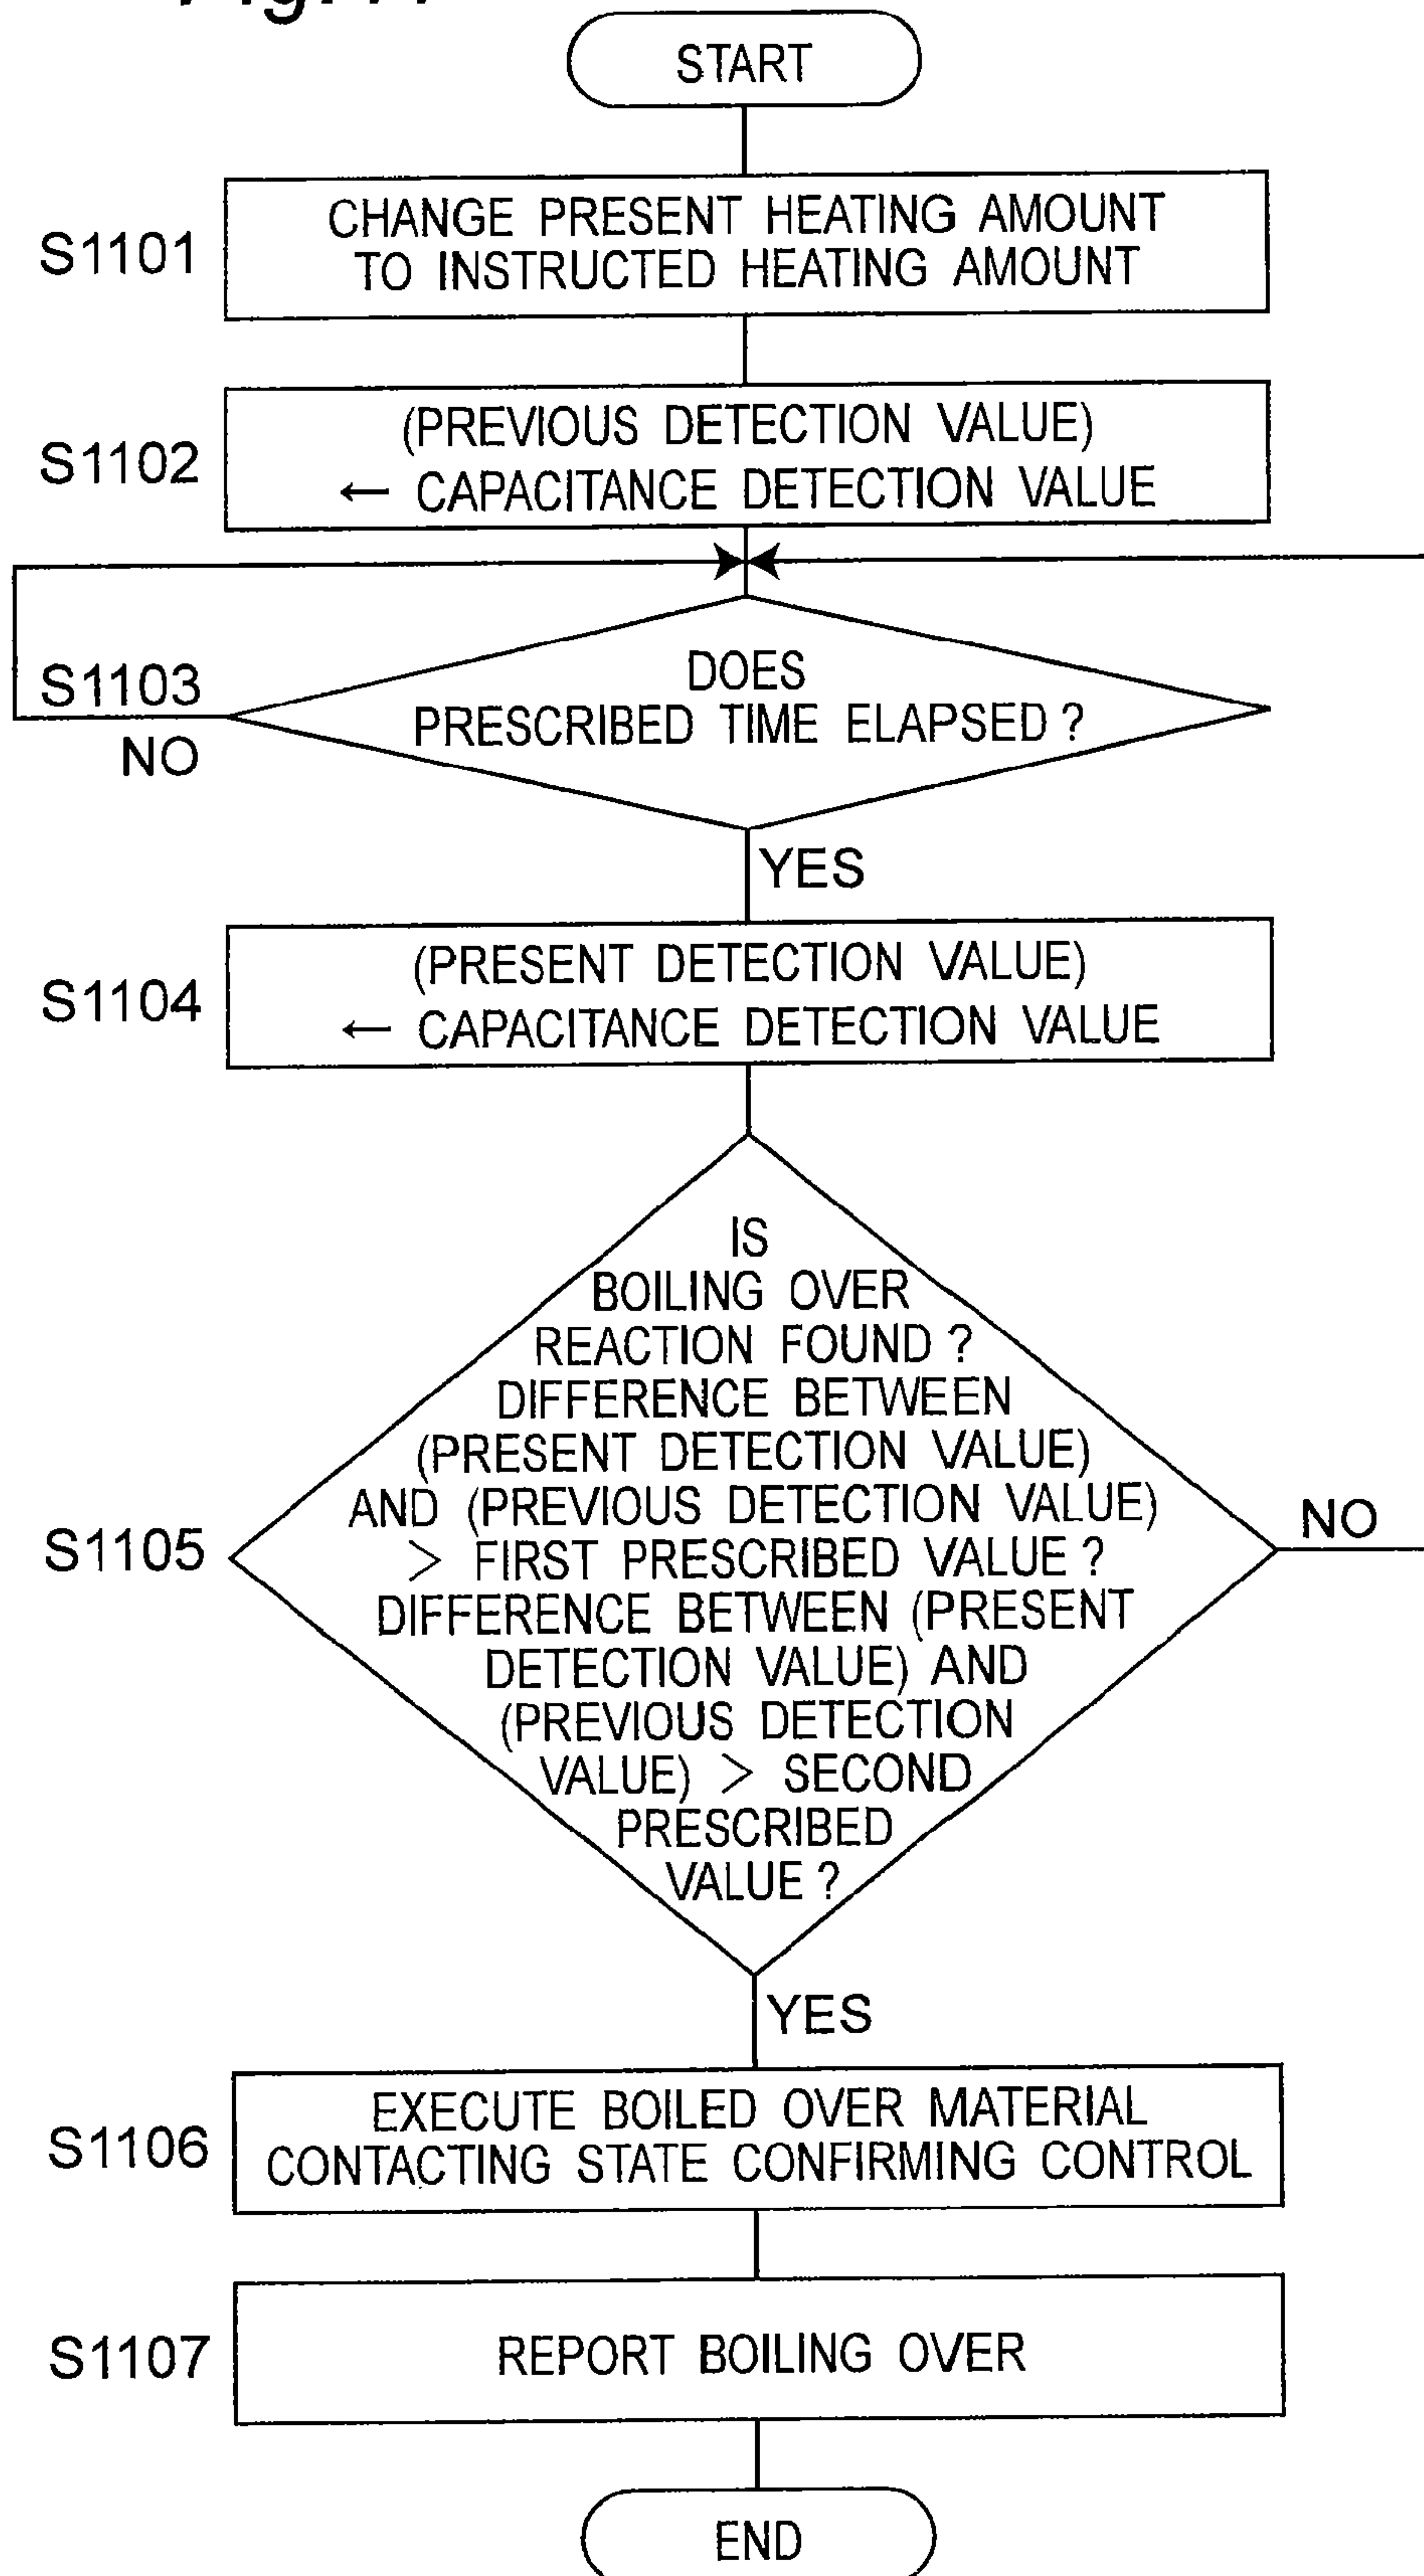 START
S1101
CHANGE PRESENT HEATING AMOUNT
TO INSTRUCTED HEATING AMOUNT
S1102
(PREVIOUS DETECTION VALUE)
← CAPACITANCE DETECTION VALUE
S1103
DOES
PRESCRIBED TIME ELAPSED ?
NO
YES
S1104
(PRESENT DETECTION VALUE)
← CAPACITANCE DETECTION VALUE
S1105
IS
BOILING OVER
REACTION FOUND ?
DIFFERENCE BETWEEN
(PRESENT DETECTION VALUE)
AND (PREVIOUS DETECTION VALUE)
> FIRST PRESCRIBED VALUE ?
DIFFERENCE BETWEEN (PRESENT
DETECTION VALUE) AND
(PREVIOUS DETECTION
VALUE) > SECOND
PRESCRIBED
VALUE ?
NO
YES
S1106
EXECUTE BOILED OVER MATERIAL
CONTACTING STATE CONFIRMING CONTROL
S1107
REPORT BOILING OVER
END